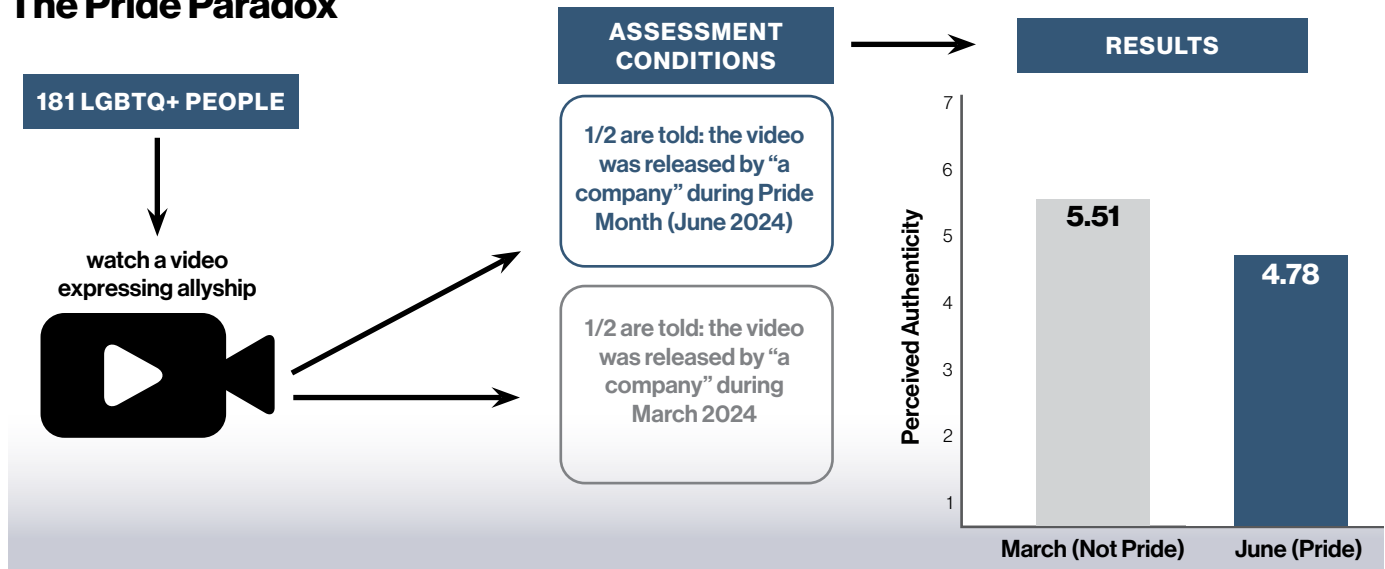 The Pride Paradox
181 LGBTQ+ PEOPLE
watch a video
expressing allyship
ASSESSMENT
CONDITIONS
1/2 are told: the video
was released by “a
company” during Pride
Month (June 2024)
1/2 are told: the video
was released by “a
company” during
March 2024
RESULTS
Perceived Authenticity
7
6
5
4
3
2
1
5.51
4.78
March (Not Pride)
June (Pride)